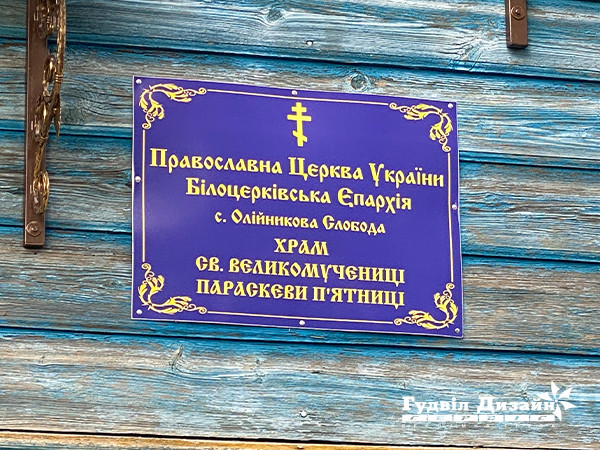 Православна Церква України
Білоцерківська Єпархія
с. Олійникова Слобода
ХРАМ
СВ. ВЕЛИКОМУЧЕНИЦІ
ПАРАСКЕВИ П'ЯТНИЦІ
Гудвіл Дизайн